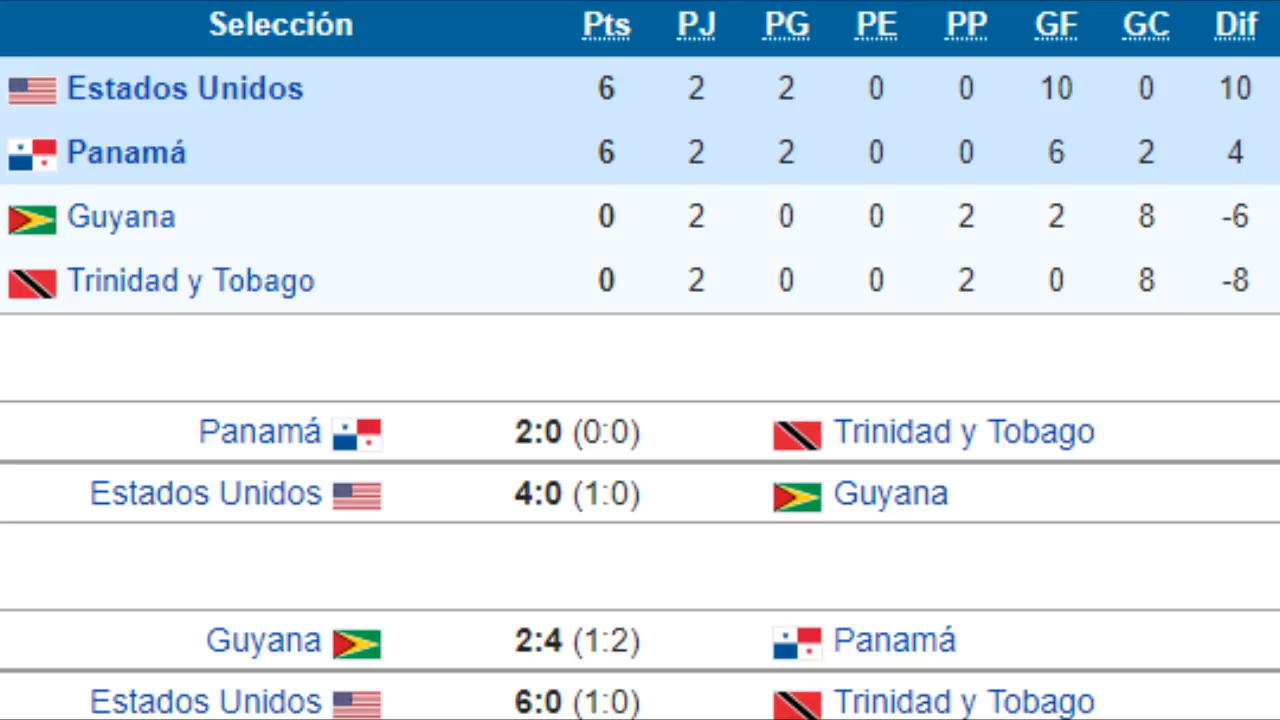 Selección Pts PJ PG PE PP GF GC Dif
Estados Unidos 6 2 2 0 0 10 0 10
Panamá 6 2 2 0 0 6 2 4
Guyana 0 2 0 0 2 2 8 -6
Trinidad y Tobago 0 2 0 0 2 0 8 -8
Panamá 2:0 (0:0) Trinidad y Tobago
Estados Unidos 4:0 (1:0) Guyana
Guyana 2:4 (1:2) Panamá
Estados Unidos 6:0 (1:0) Trinidad y Tobago